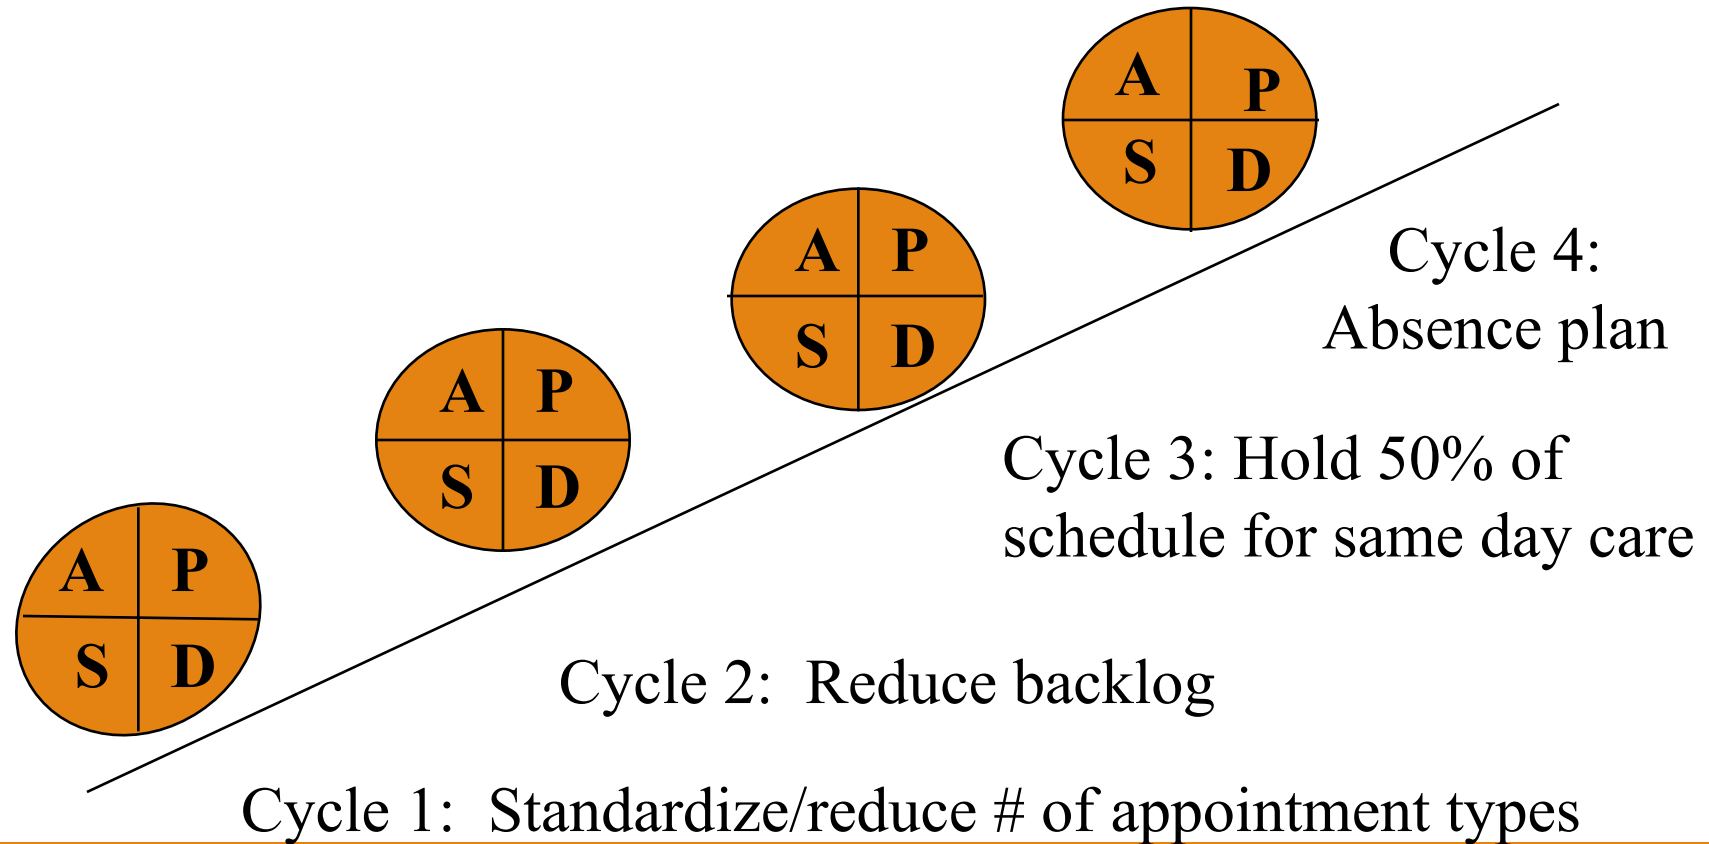 A P
S D
A P
S D
A P
S D
A P
S D
Cycle 4:
Absence plan
Cycle 3: Hold 50% of
schedule for same day care
Cycle 2: Reduce backlog
Cycle 1: Standardize/reduce # of appointment types